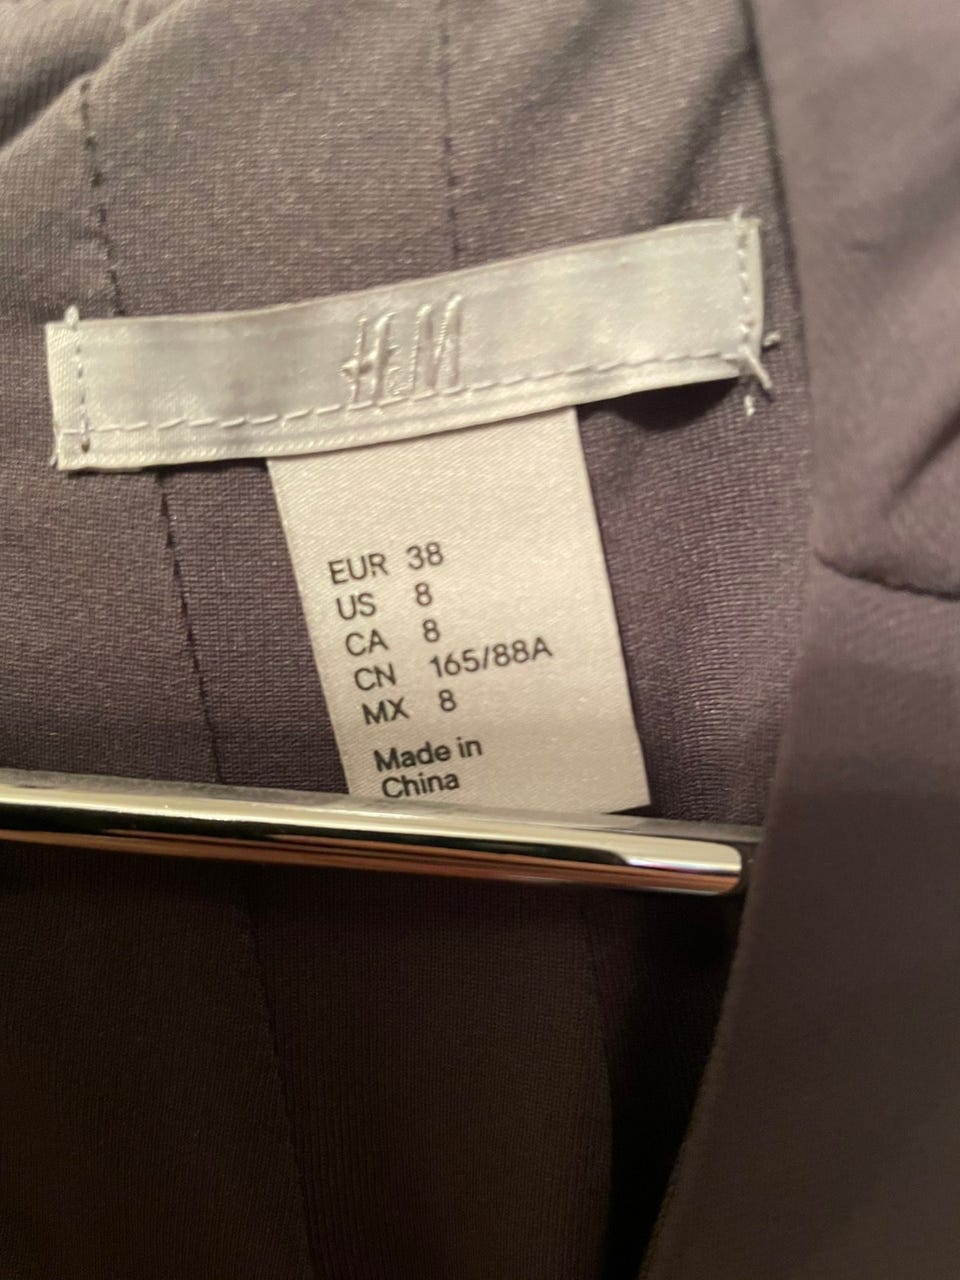 H&M
EUR 38
US 8
CA 8
CN 165/88A
MX 8
Made in
China